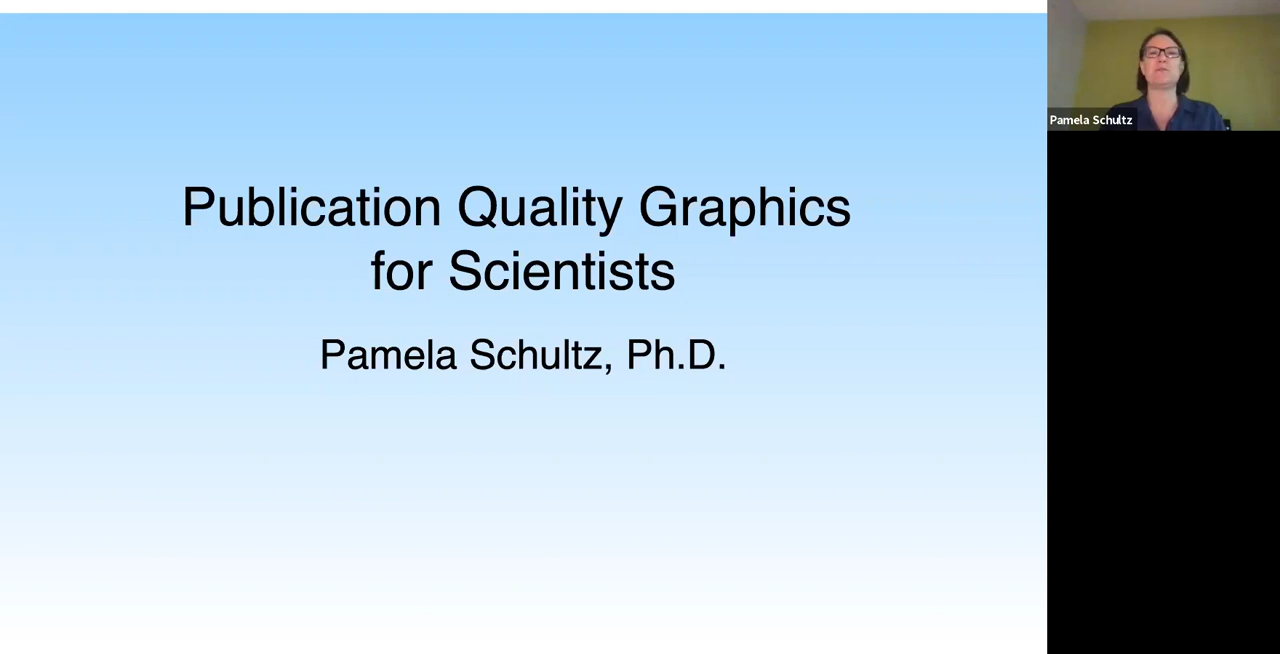 Publication Quality Graphics
for Scientists
Pamela Schultz, Ph.D.
Pamela Schultz